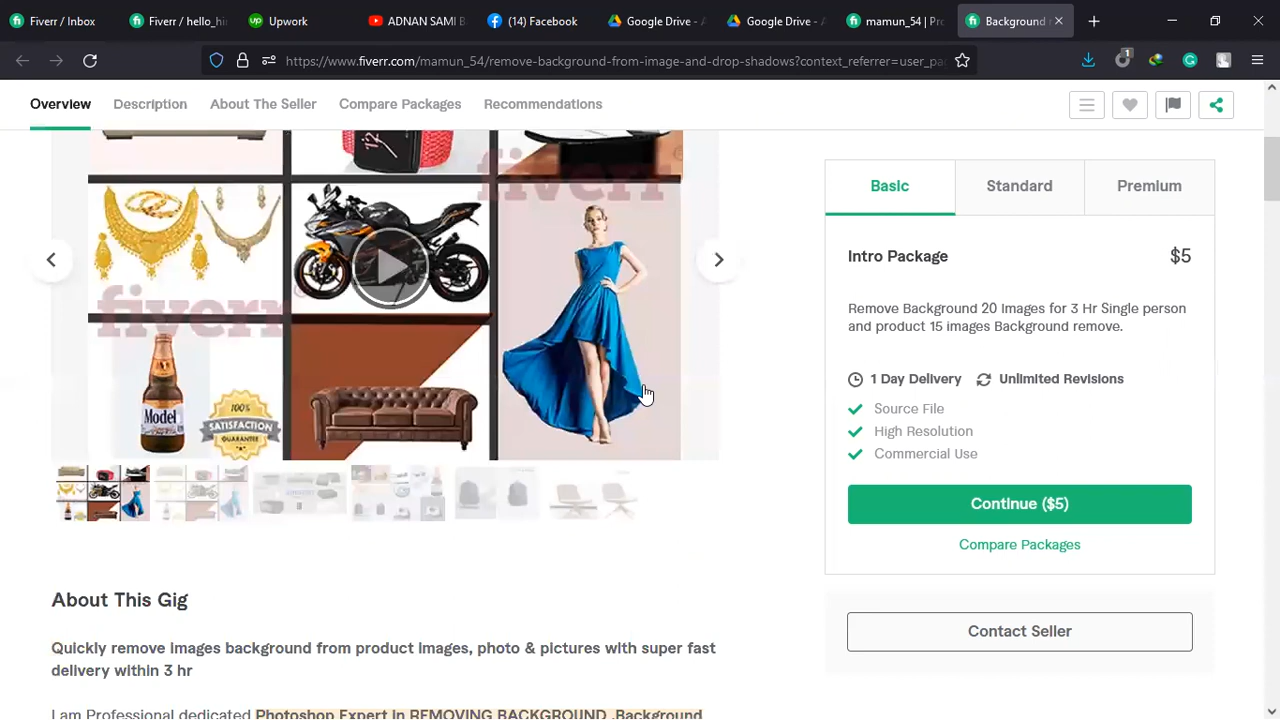 Fiverr / Inbox
Fiverr / hello_hi
Upwork
ADNAN SAMI B
(14) Facebook
Google Drive - A
Google Drive - A
mamun_54 | Pr
Background
https://www.fiverr.com/mamun_54/remove-background-from-image-and-drop-shadows?context_referrer=user_pa
1
Overview
Description
About The Seller
Compare Packages
Recommendations
fiverr
fiverr
Model
100%
SATISFACTION
GUARANTEE
Basic
Standard
Premium
Intro Package
$5
Remove Background 20 Images for 3 Hr Single person
and product 15 images Background remove.
1 Day Delivery
Unlimited Revisions
Source File
High Resolution
Commercial Use
Continue ($5)
Compare Packages
Contact Seller
About This Gig
Quickly remove images background from product Images, photo & pictures with super fast
delivery within 3 hr
I am Professional dedicated Photoshop Expert In REMOVING BACKGROUND ,Background